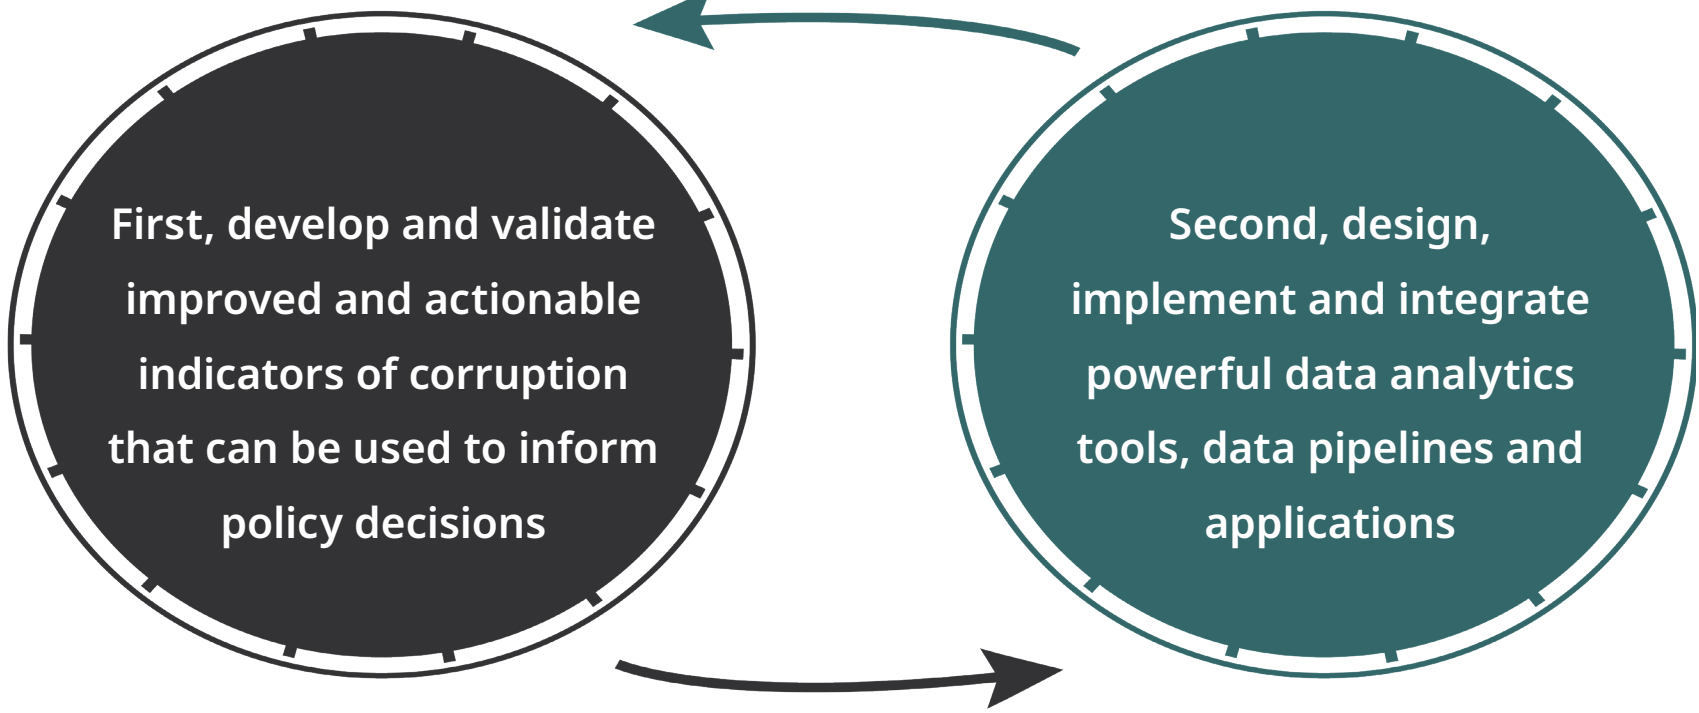 First, develop and validate
improved and actionable
indicators of corruption
that can be used to inform
policy decisions
Second, design,
implement and integrate
powerful data analytics
tools, data pipelines and
applications